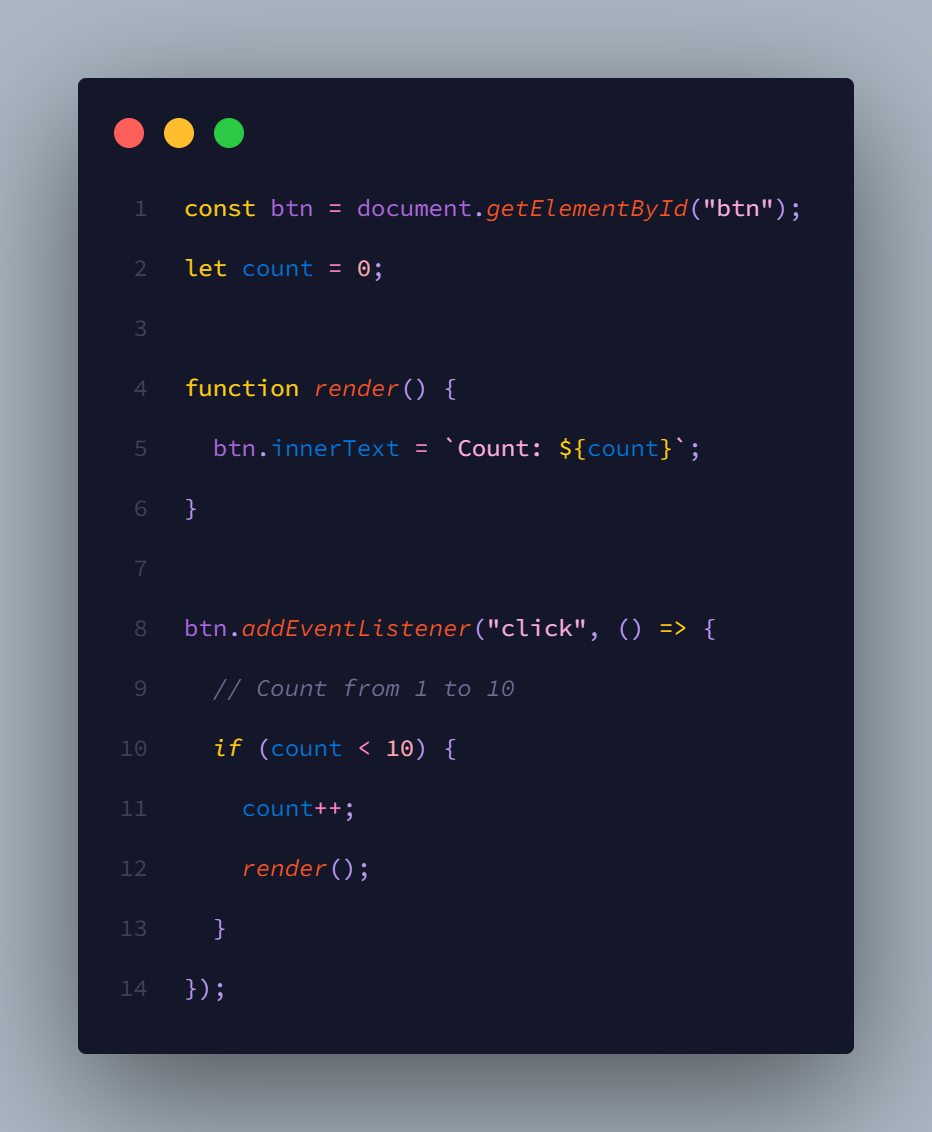 1 const btn = document.getElementById("btn");
2 let count = 0;
3
4 function render() {
5   btn.innerText = `Count: ${count}`;
6 }
7
8 btn.addEventListener("click", () => {
9   // Count from 1 to 10
10   if (count < 10) {
11     count++;
12     render();
13   }
14 });